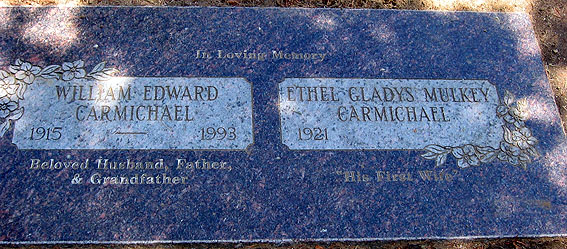 In Loving Memory
WILLIAM EDWARD
CARMICHAEL
1915 — 1993
Beloved Husband, Father,
& Grandfather
ETHEL GLADYS MULKEY
CARMICHAEL
1921
"His First Wife"